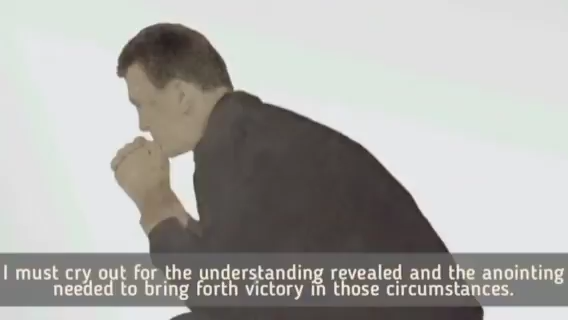 I must cry out for the understanding revealed and the anointing
needed to bring forth victory in those circumstances.